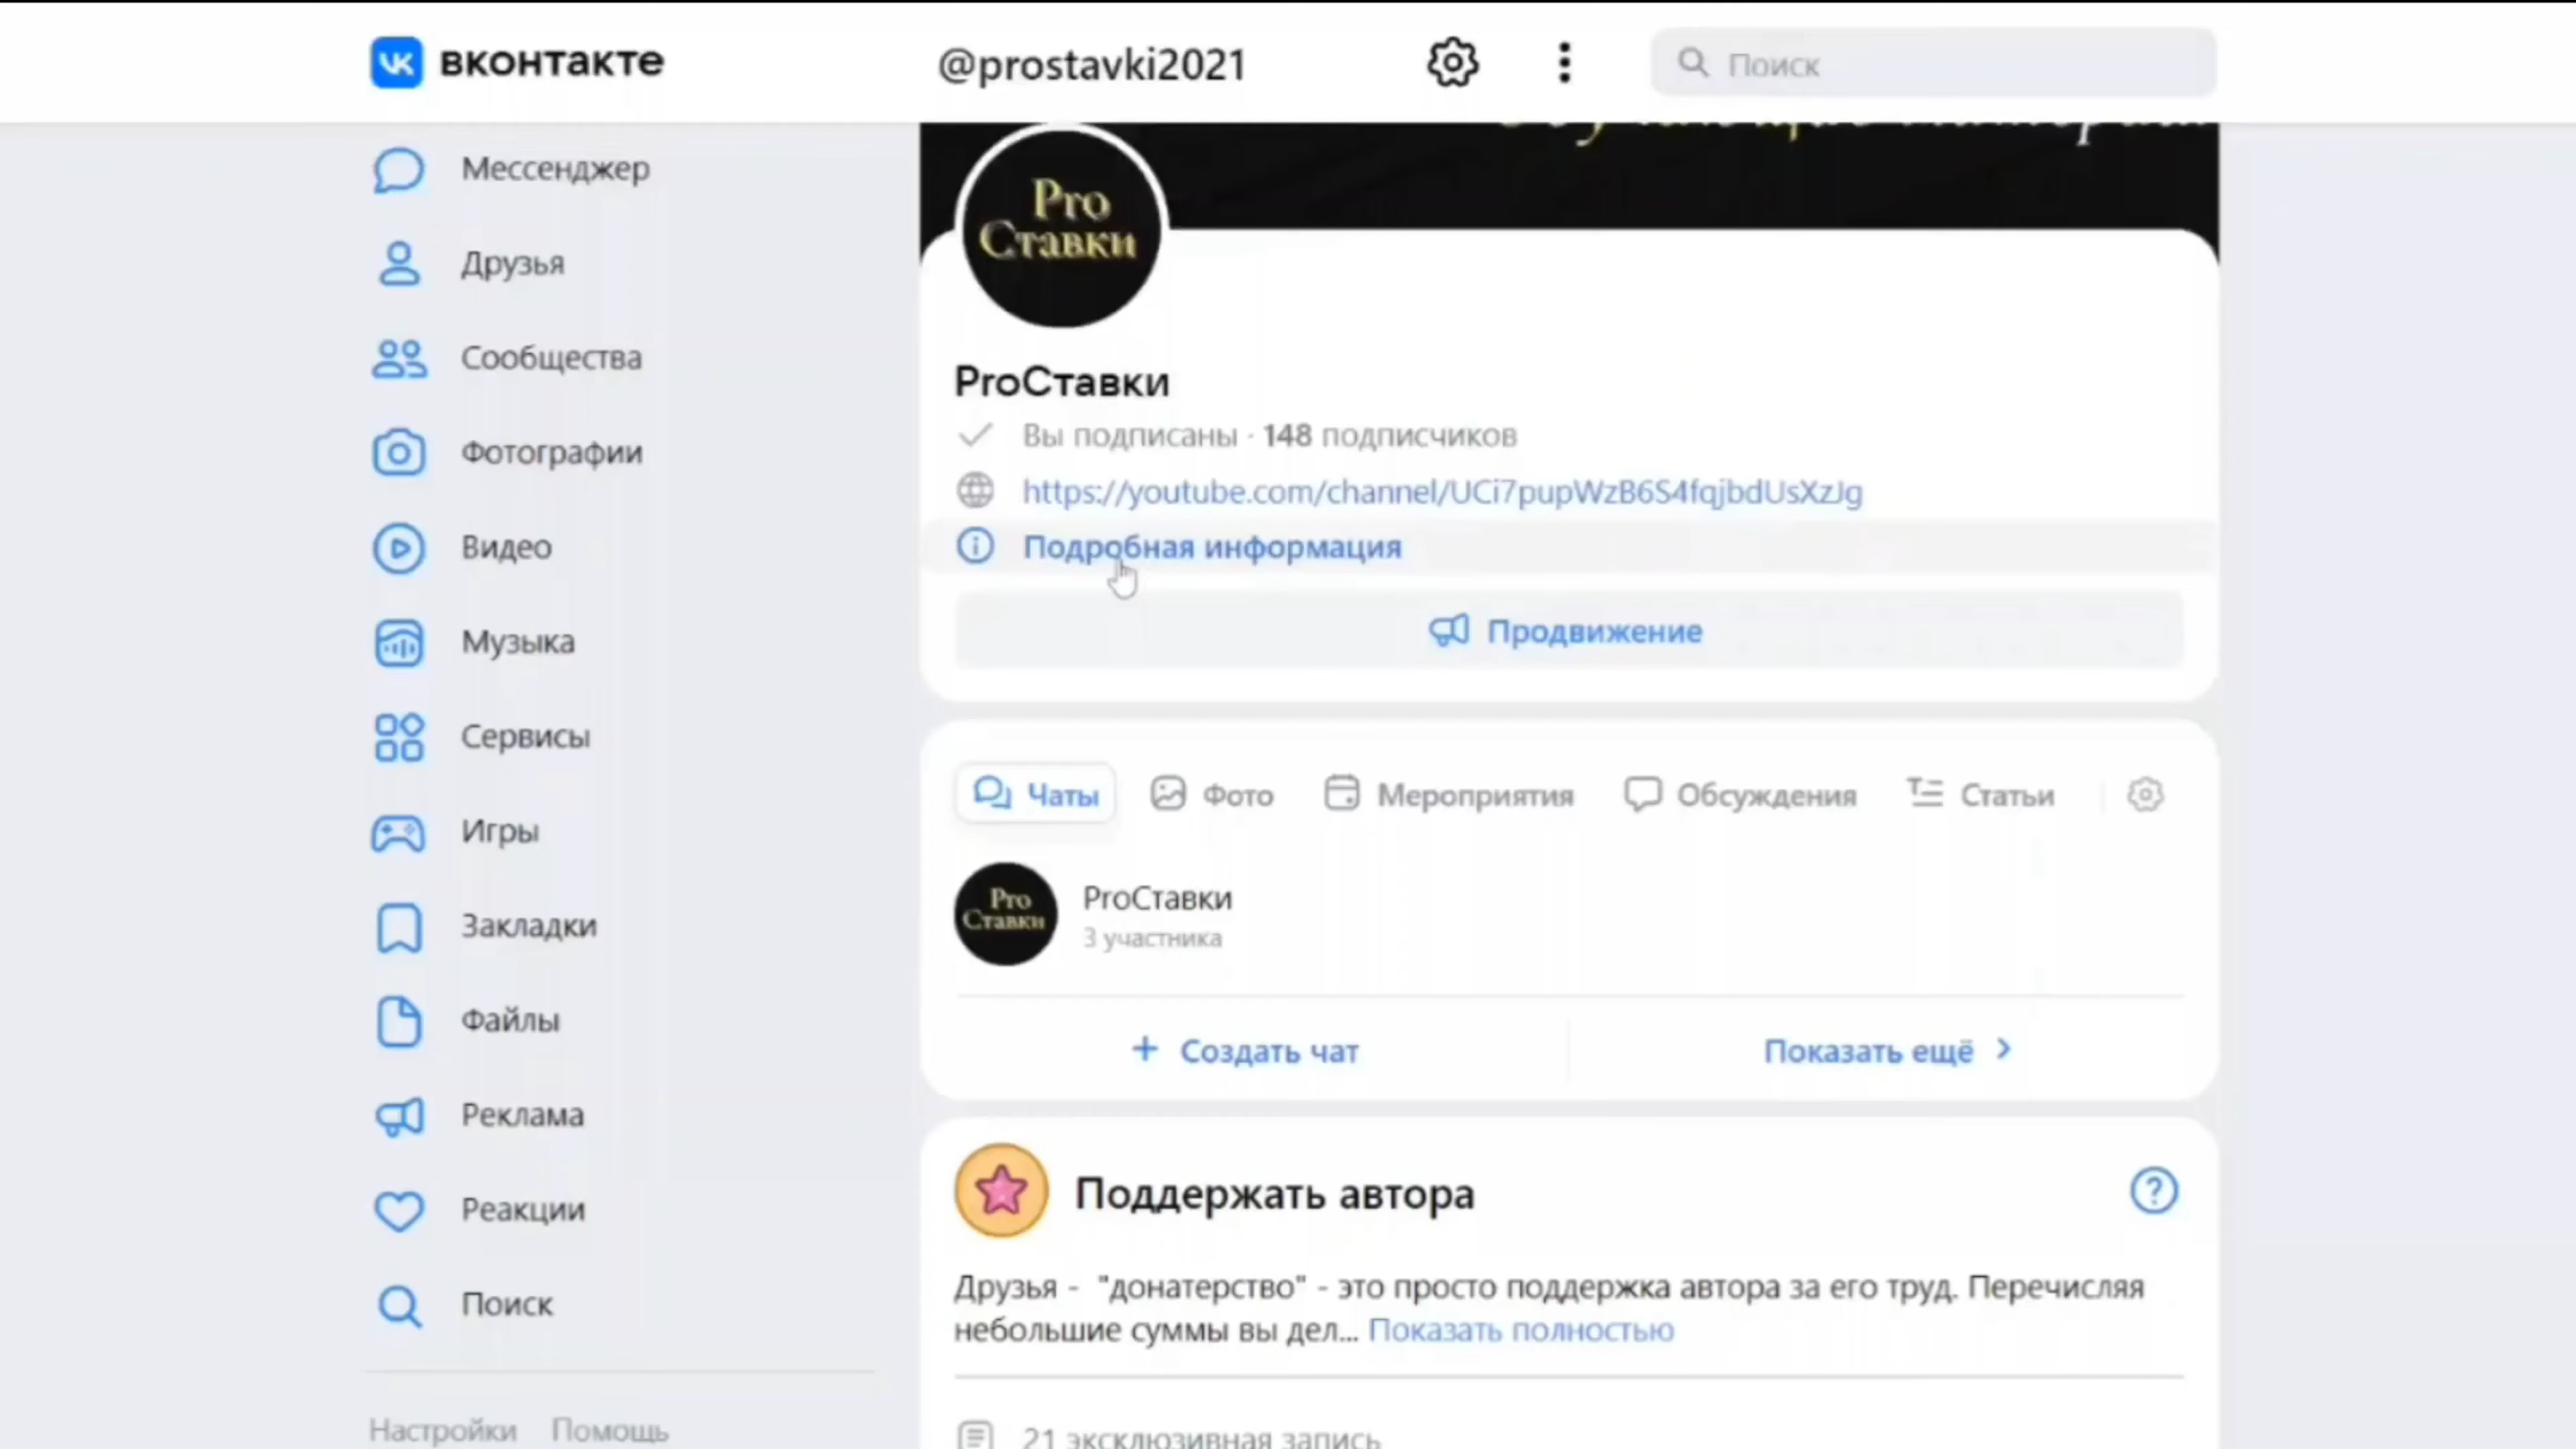 вконтакте
@prostavki2021
Поиск
Мессенджер
Друзья
Сообщества
Фотографии
Видео
Музыка
Сервисы
Игры
Закладки
Файлы
Реклама
Реакции
Поиск
Настройки Помощь
Pro
Ставки
ProСтавки
Вы подписаны · 148 подписчиков
https://youtube.com/channel/UCi7pupWzB6S4fqjbdUsXzJg
Подробная информация
Продвижение
Чаты Фото Мероприятия Обсуждения Статьи
Pro
Ставки
ProСтавки
3 участника
+ Создать чат
Показать ещё >
Поддержать автора
Друзья - "донатерство" - это просто поддержка автора за его труд. Перечисляя
небольшие суммы вы дел... Показать полностью
21 эксклюзивная запись